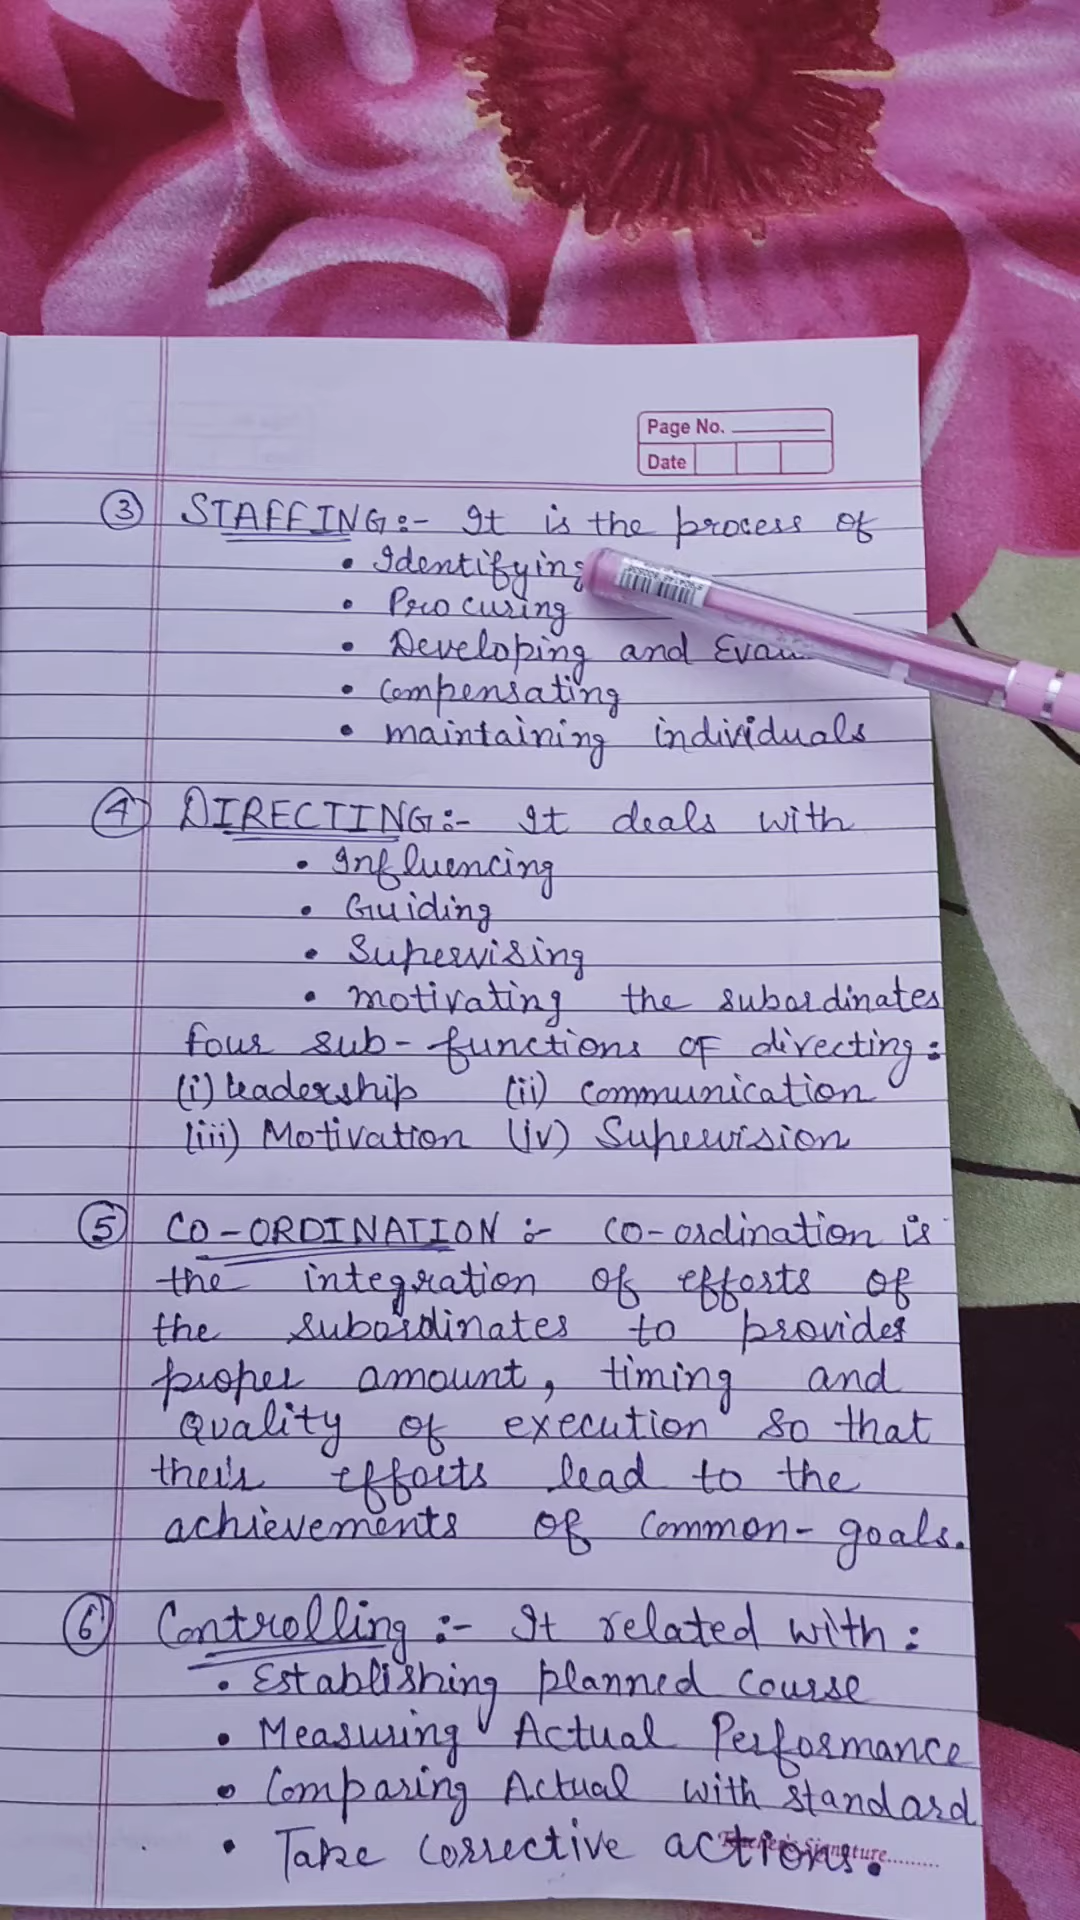 Page No.
Date
③ STAFFING:- It is the process of
• Identifying
• Procuring
• Developing and
• Compensating
• maintaining individuals
④ DIRECTING:- It deals with
• Influencing
• Guiding
• Supervising
• motivating the subordinates
four sub-functions of directing:
(i) leadership (ii) communication
(iii) Motivation (iv) Supervision
⑤ CO-ORDINATION :- co-ordination is
the integration of efforts of
the subordinates to provides
proper amount, timing and
Quality of execution so that
their efforts lead to the
achievements of common-goals.
⑥ Controlling :- It related with:
• Establishing planned course
• Measuring Actual Performance
• Comparing Actual with standard
• Take corrective actions.
Teacher's Signature.........